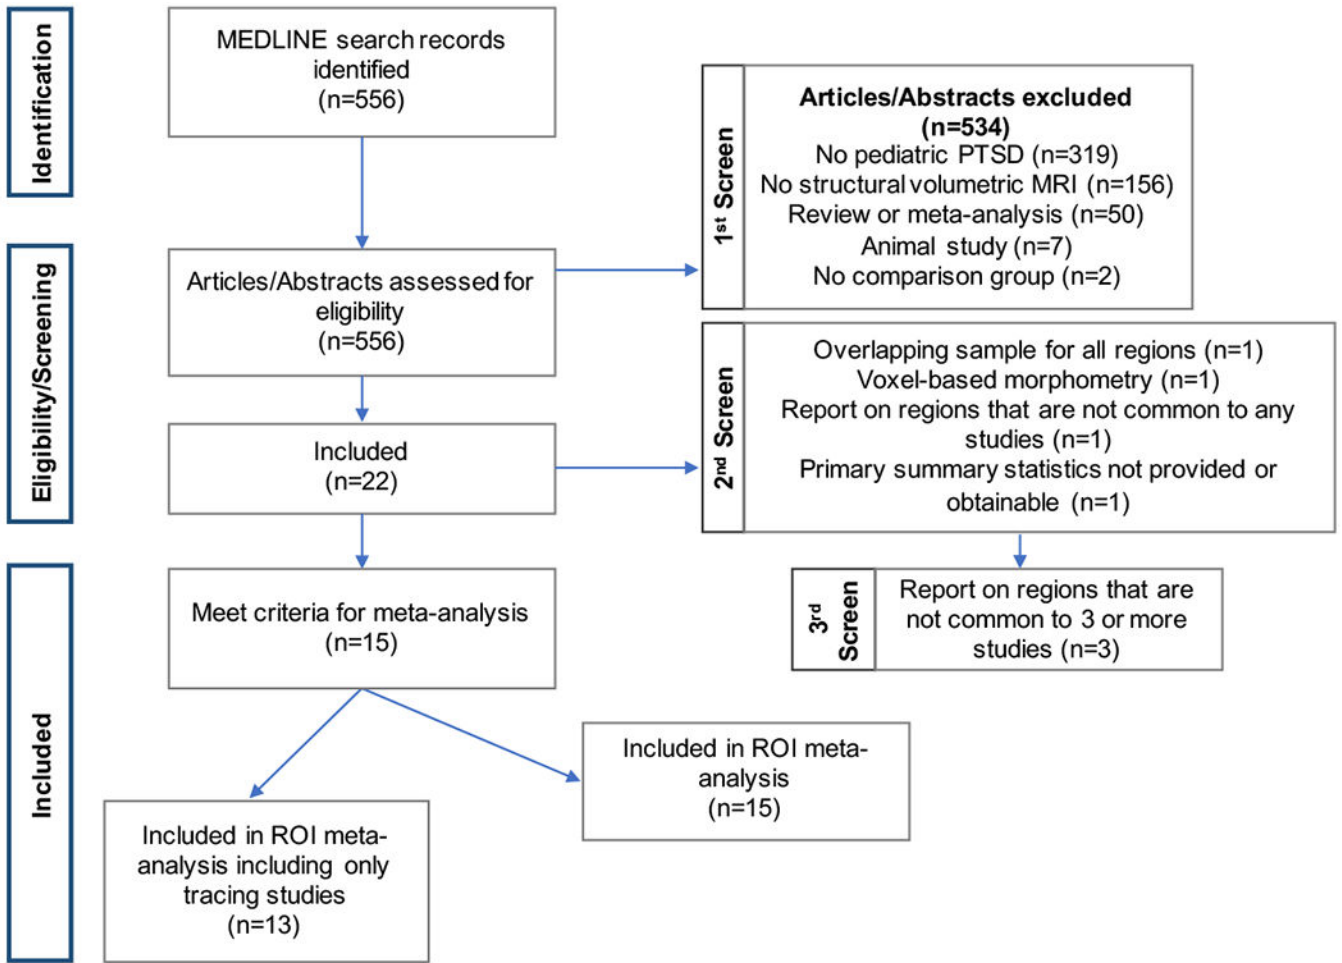 Identification
MEDLINE search records
identified
(n=556)
1st Screen
Articles/Abstracts excluded
(n=534)
No pediatric PTSD (n=319)
No structural volumetric MRI (n=156)
Review or meta-analysis (n=50)
Animal study (n=7)
No comparison group (n=2)
Eligibility/Screening
Articles/Abstracts assessed for
eligibility
(n=556)
Included
(n=22)
2nd Screen
Overlapping sample for all regions (n=1)
Voxel-based morphometry (n=1)
Report on regions that are not common to any
studies (n=1)
Primary summary statistics not provided or
obtainable (n=1)
3rd
Screen
Report on regions that are
not common to 3 or more
studies (n=3)
Included
Meet criteria for meta-analysis
(n=15)
Included in ROI meta-
analysis
(n=15)
Included in ROI meta-
analysis including only
tracing studies
(n=13)